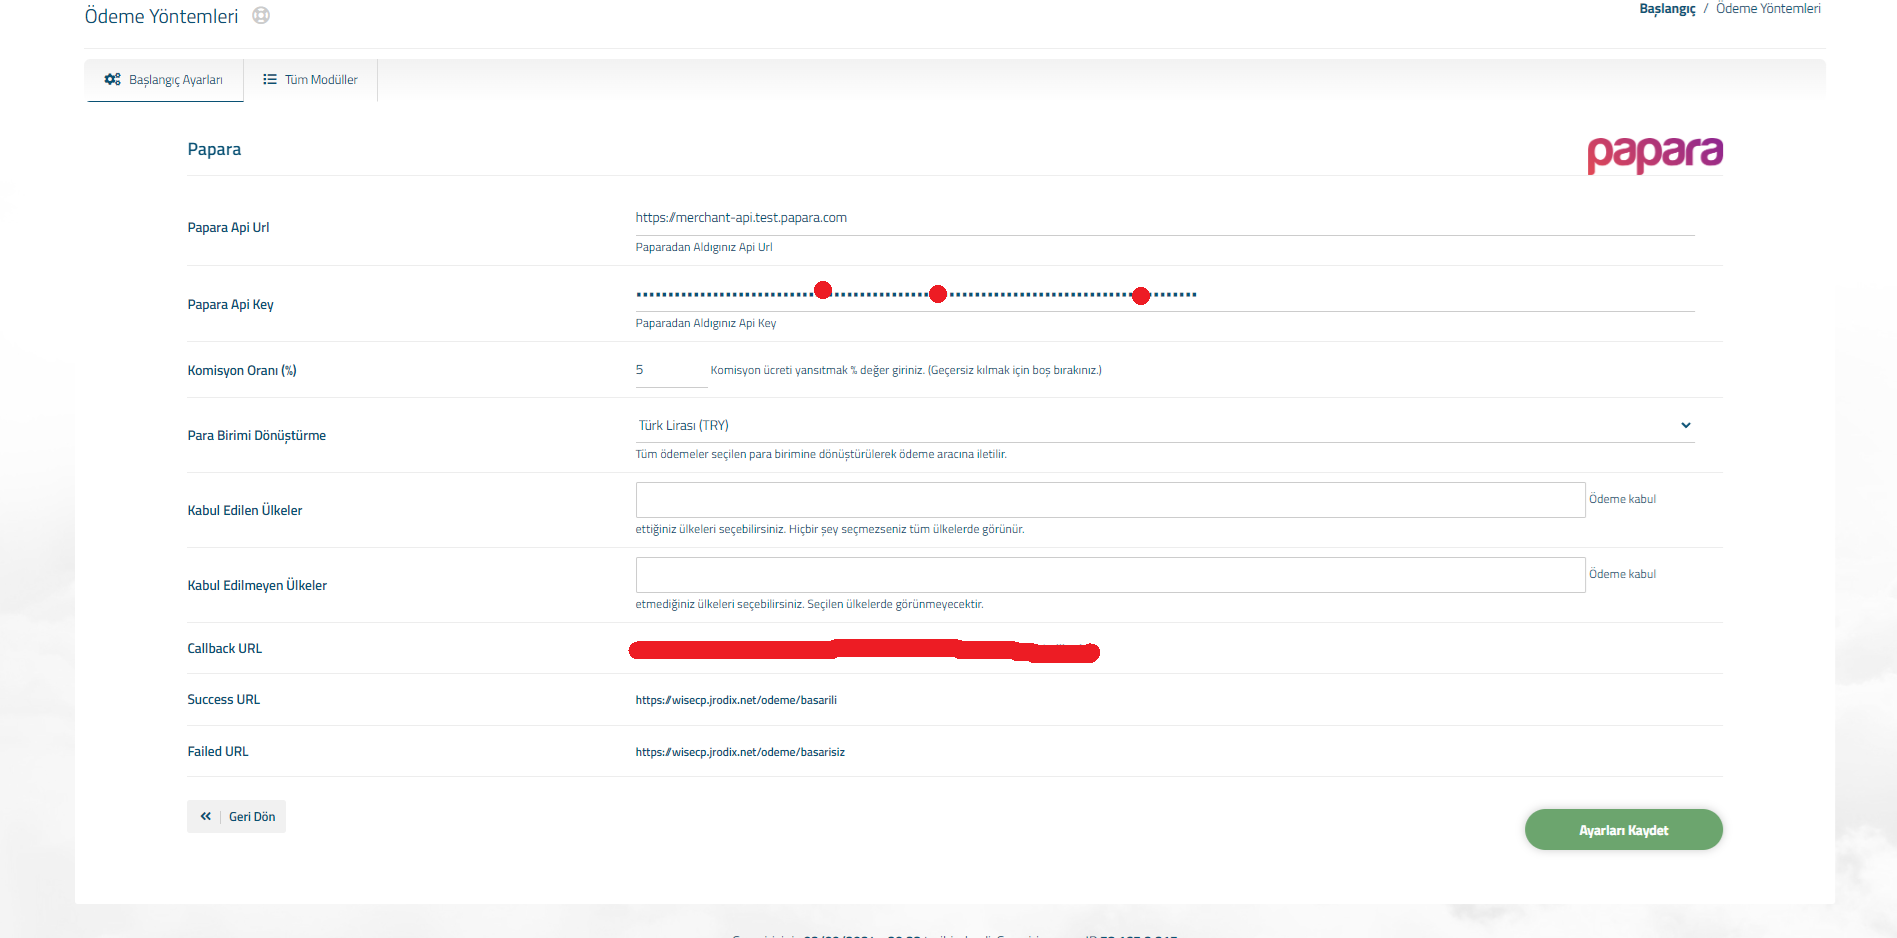 Ödeme Yöntemleri
Başlangıç / Ödeme Yöntemleri
Başlangıç Ayarları
Tüm Modüller
Papara
papara
Papara Api Url
https://merchant-api.test.papara.com
Paparadan Aldıgınız Api Url
Papara Api Key
Paparadan Aldıgınız Api Key
Komisyon Oranı (%)
5
Komisyon ücreti yansıtmak % değer giriniz. (Geçersiz kılmak için boş bırakınız.)
Para Birimi Dönüştürme
Türk Lirası (TRY)
Tüm ödemeler seçilen para birimine dönüştürülerek ödeme aracına iletilir.
Kabul Edilen Ülkeler
Ödeme kabul
ettiğiniz ülkeleri seçebilirsiniz. Hiçbir şey seçmezseniz tüm ülkelerde görünür.
Kabul Edilmeyen Ülkeler
Ödeme kabul
etmediğiniz ülkeleri seçebilirsiniz. Seçilen ülkelerde görünmeyecektir.
Callback URL
Success URL
https://wisecp.jrodix.net/odeme/basarili
Failed URL
https://wisecp.jrodix.net/odeme/basarisiz
Geri Dön
Ayarları Kaydet